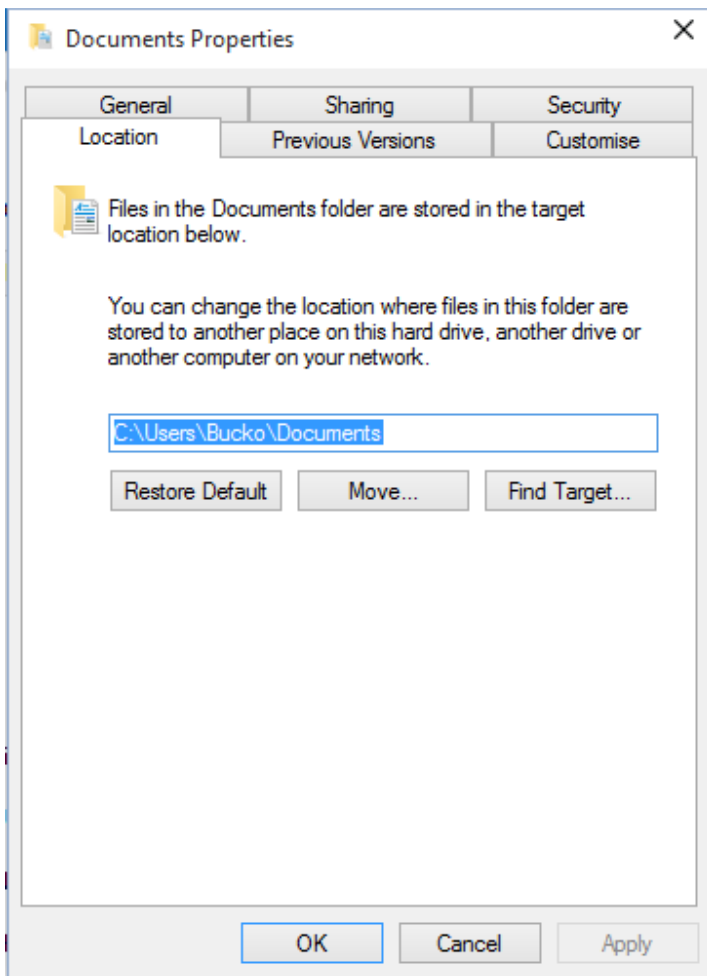 Documents Properties
General Sharing Security
Location Previous Versions Customise
Files in the Documents folder are stored in the target
location below.
You can change the location where files in this folder are
stored to another place on this hard drive, another drive or
another computer on your network.
C:\Users\Bucko\Documents
Restore Default Move... Find Target...
OK Cancel Apply